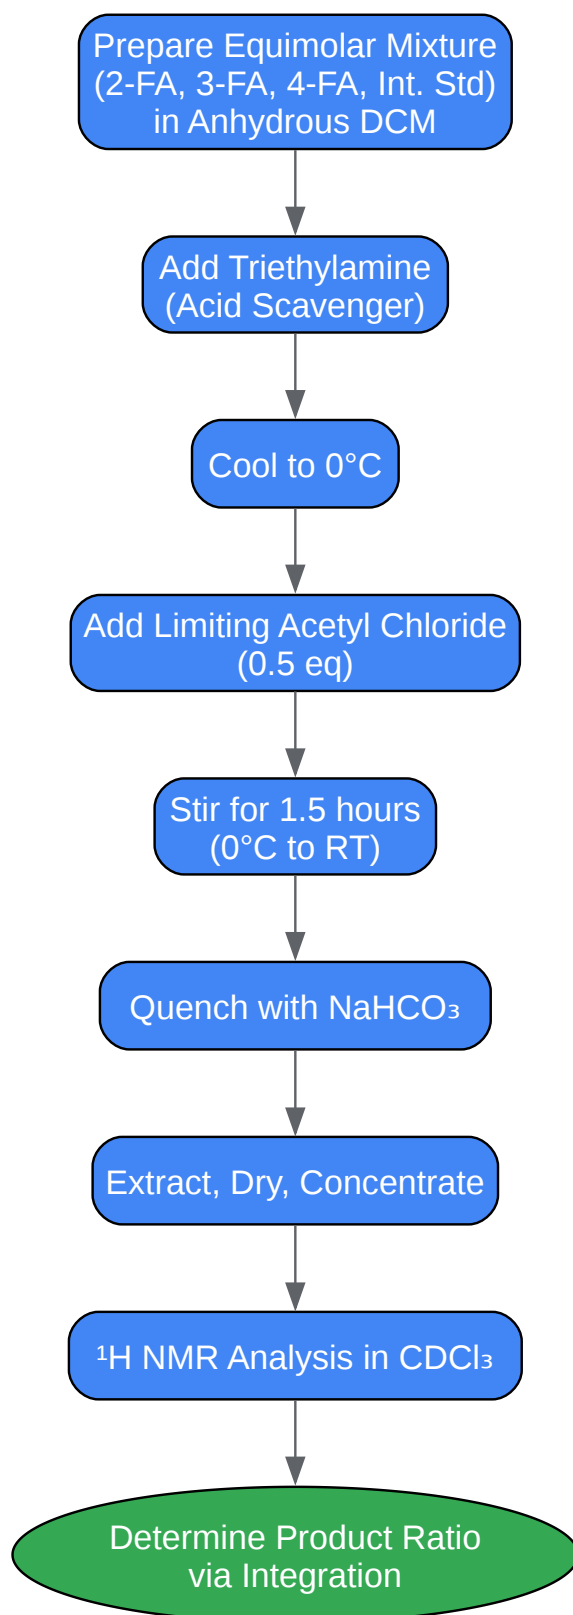 Prepare Equimolar Mixture
(2-FA, 3-FA, 4-FA, Int. Std)
in Anhydrous DCM
Add Triethylamine
(Acid Scavenger)
Cool to 0°C
Add Limiting Acetyl Chloride
(0.5 eq)
Stir for 1.5 hours
(0°C to RT)
Quench with NaHCO₃
Extract, Dry, Concentrate
¹H NMR Analysis in CDCl₃
Determine Product Ratio
via Integration